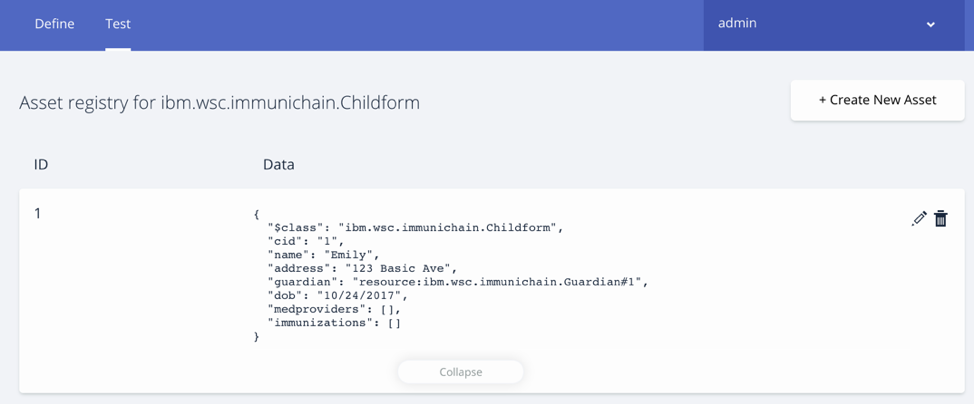 Define Test admin
Asset registry for ibm.wsc.immunichain.Childform
+ Create New Asset
ID Data
1
{
"$class": "ibm.wsc.immunichain.Childform",
"cid": "1",
"name": "Emily",
"address": "123 Basic Ave",
"guardian": "resource:ibm.wsc.immunichain.Guardian#1",
"dob": "10/24/2017",
"medproviders": [],
"immunizations": []
}
Collapse